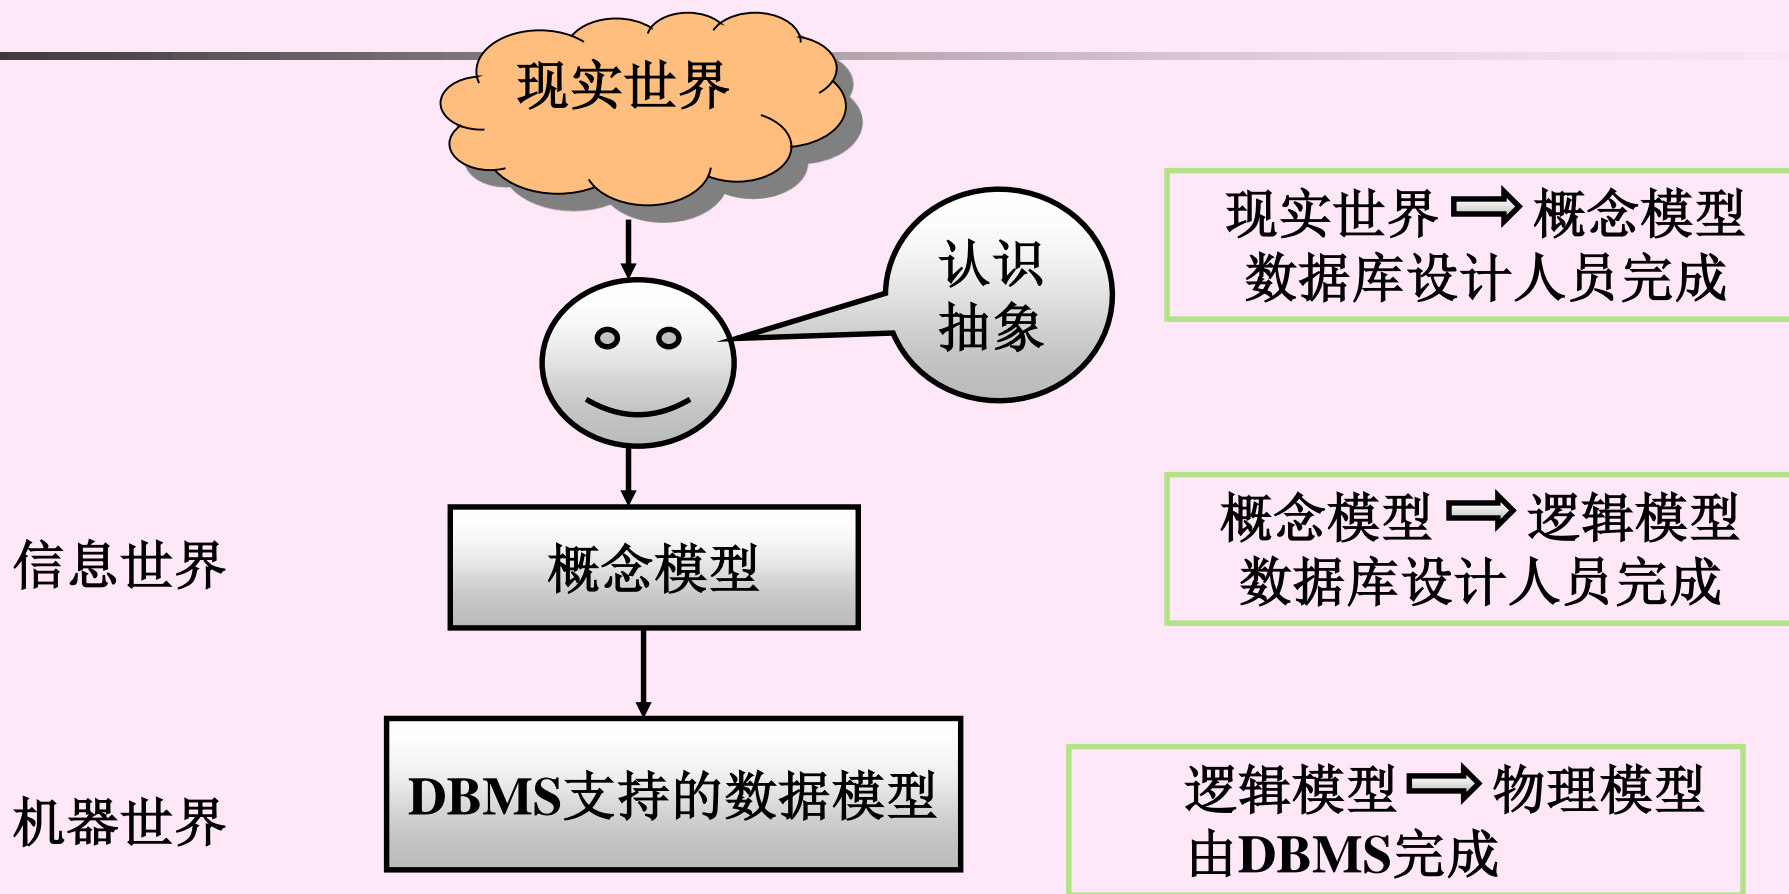 现实世界
认识
抽象
现实世界 概念模型
数据库设计人员完成
概念模型 逻辑模型
数据库设计人员完成
信息世界
概念模型
机器世界
DBMS支持的数据模型
逻辑模型 物理模型
由DBMS完成